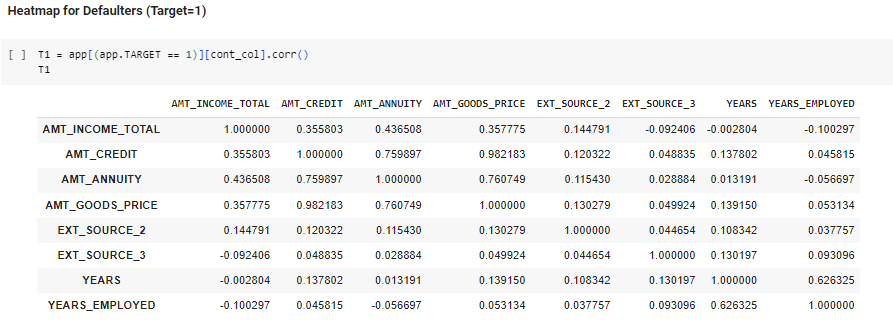 Heatmap for Defaulters (Target=1)
[ ] T1 = app[(app.TARGET == 1)][cont_col].corr()
T1
AMT_INCOME_TOTAL AMT_CREDIT AMT_ANNUITY AMT_GOODS_PRICE EXT_SOURCE_2 EXT_SOURCE_3 YEARS YEARS_EMPLOYED
AMT_INCOME_TOTAL 1.000000 0.355803 0.436508 0.357775 0.144791 -0.092406 -0.002804 -0.100297
AMT_CREDIT 0.355803 1.000000 0.759897 0.982183 0.120322 0.048835 0.137802 0.045815
AMT_ANNUITY 0.436508 0.759897 1.000000 0.760749 0.115430 0.028884 0.013191 -0.056697
AMT_GOODS_PRICE 0.357775 0.982183 0.760749 1.000000 0.130279 0.049924 0.139150 0.053134
EXT_SOURCE_2 0.144791 0.120322 0.115430 0.130279 1.000000 0.044654 0.108342 0.037757
EXT_SOURCE_3 -0.092406 0.048835 0.028884 0.049924 0.044654 1.000000 0.130197 0.093096
YEARS -0.002804 0.137802 0.013191 0.139150 0.108342 0.130197 1.000000 0.626325
YEARS_EMPLOYED -0.100297 0.045815 -0.056697 0.053134 0.037757 0.093096 0.626325 1.000000